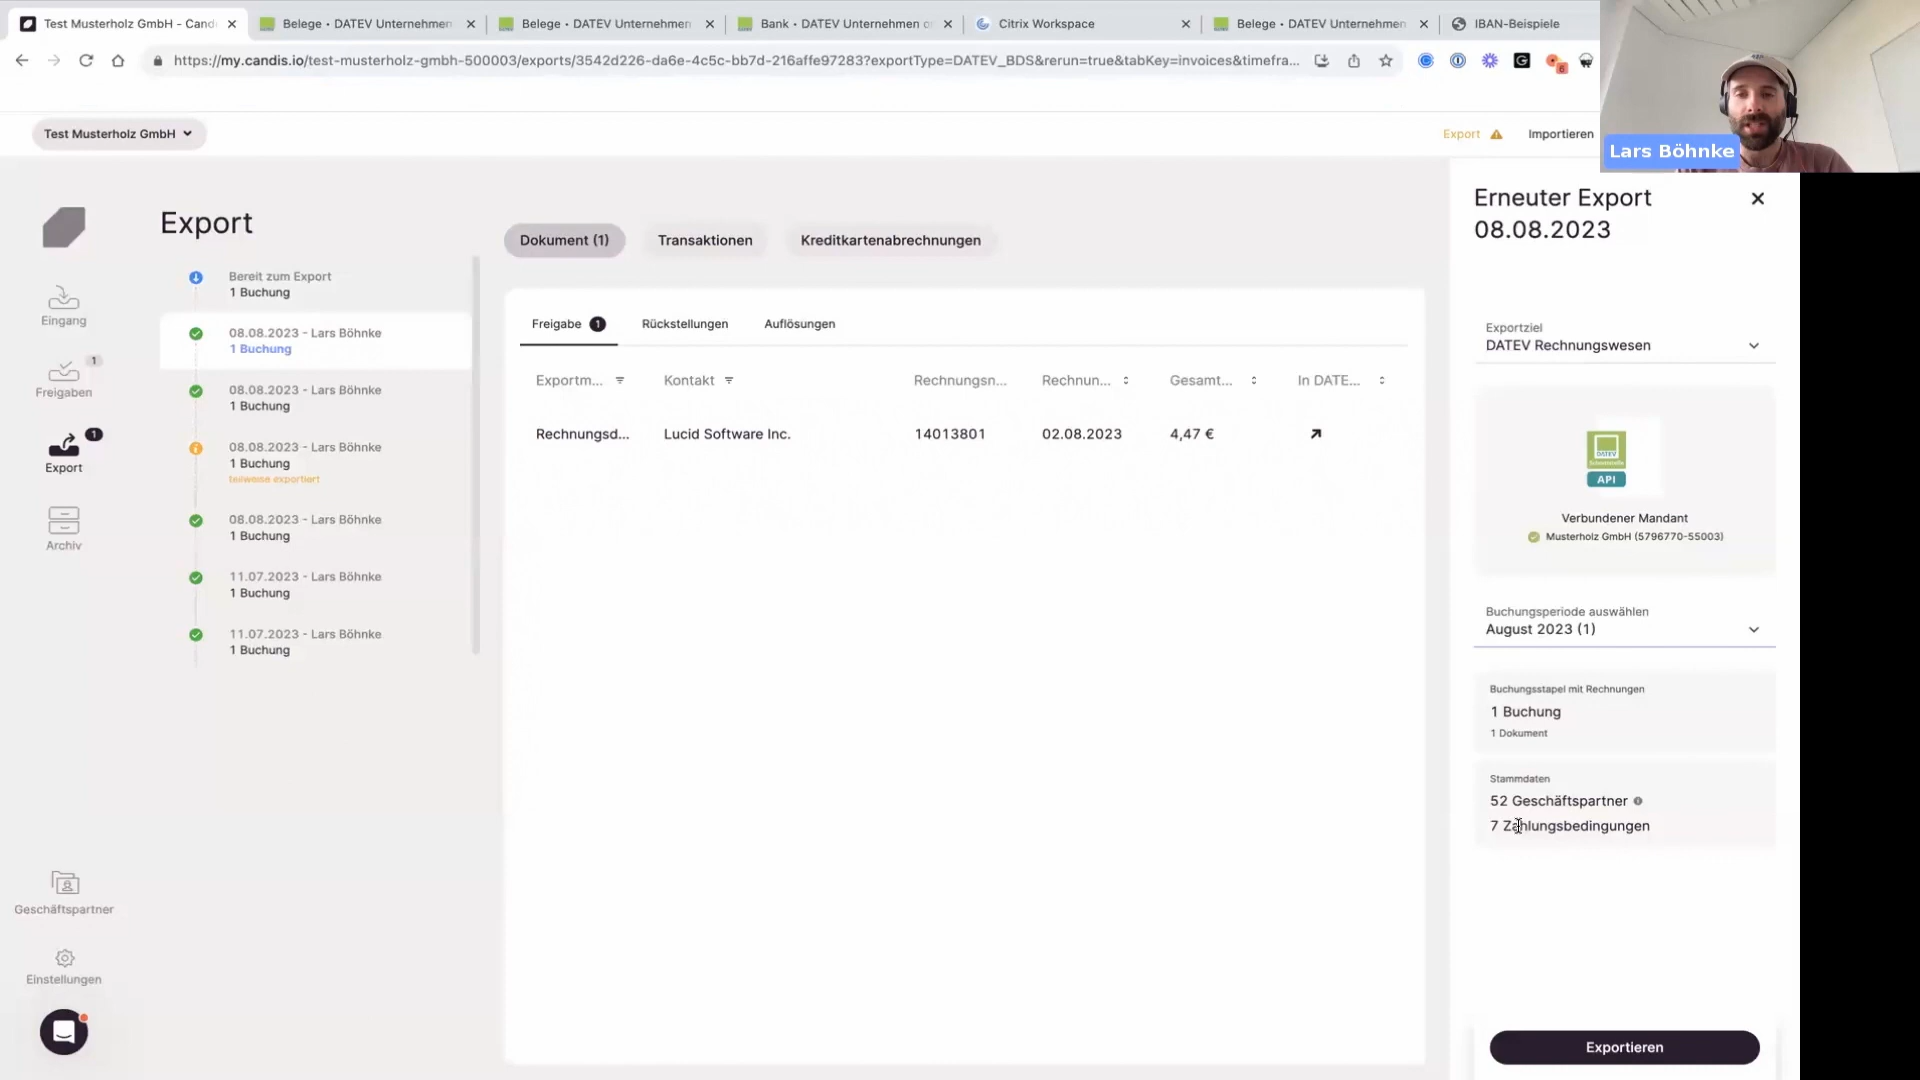 Test Musterholz GmbH - Candi
Belege • DATEV Unternehmen
Belege • DATEV Unternehmen
Bank • DATEV Unternehmen o
Citrix Workspace
Belege • DATEV Unternehmen
IBAN-Beispiele
https://my.candis.io/test-musterholz-gmbh-500003/exports/3542d226-da6e-4c5c-bb7d-216affe97283?exportType=DATEV_BDS&rerun=true&tabKey=invoices&timefra...
6
Test Musterholz GmbH
Export
Importieren
Lars Böhnke
Eingang
1
Freigaben
1
Export
Archiv
Geschäftspartner
Einstellungen
Export
Bereit zum Export
1 Buchung
08.08.2023 - Lars Böhnke
1 Buchung
08.08.2023 - Lars Böhnke
1 Buchung
08.08.2023 - Lars Böhnke
1 Buchung
teilweise exportiert
08.08.2023 - Lars Böhnke
1 Buchung
11.07.2023 - Lars Böhnke
1 Buchung
11.07.2023 - Lars Böhnke
1 Buchung
Dokument (1)
Transaktionen
Kreditkartenabrechnungen
Freigabe 1
Rückstellungen
Auflösungen
Exportm... Kontakt Rechnungsn... Rechnun... Gesamt... In DATE...
Rechnungsd... Lucid Software Inc. 14013801 02.08.2023 4,47 €
Erneuter Export
08.08.2023
Exportziel
DATEV Rechnungswesen
DATEV
API
Verbundener Mandant
Musterholz GmbH (5796770-55003)
Buchungsperiode auswählen
August 2023 (1)
Buchungsstapel mit Rechnungen
1 Buchung
1 Dokument
Stammdaten
52 Geschäftspartner
7 Zahlungsbedingungen
Exportieren